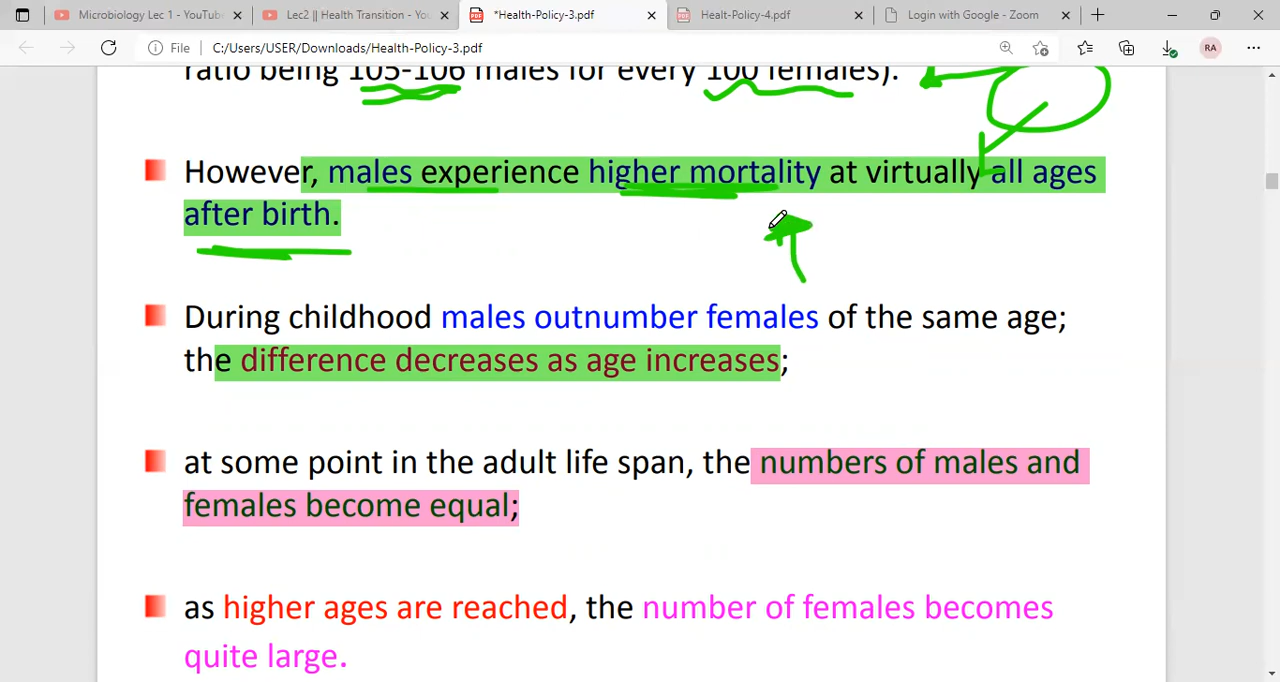 Microbiology Lec 1 - YouTub
Lec2 || Health Transition - Yo
*Health-Policy-3.pdf
Healt-Policy-4.pdf
Login with Google - Zoom
File
C:/Users/USER/Downloads/Health-Policy-3.pdf
RA
ratio being 105-106 males for every 100 females).
However, males experience higher mortality at virtually all ages
after birth.
During childhood males outnumber females of the same age;
the difference decreases as age increases;
at some point in the adult life span, the numbers of males and
females become equal;
as higher ages are reached, the number of females becomes
quite large.